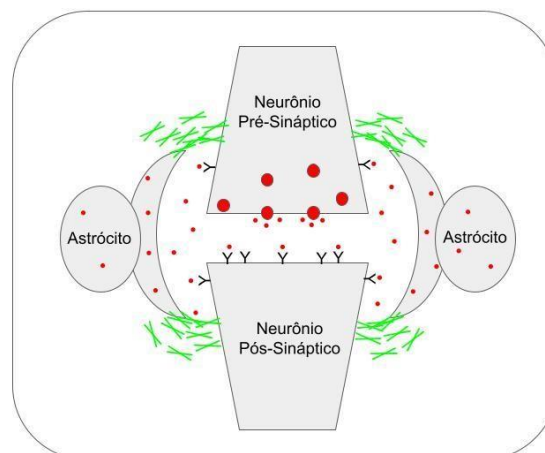 Neurônio
Pré-Sináptico
Astrócito
Astrócito
Neurônio
Pós-Sináptico